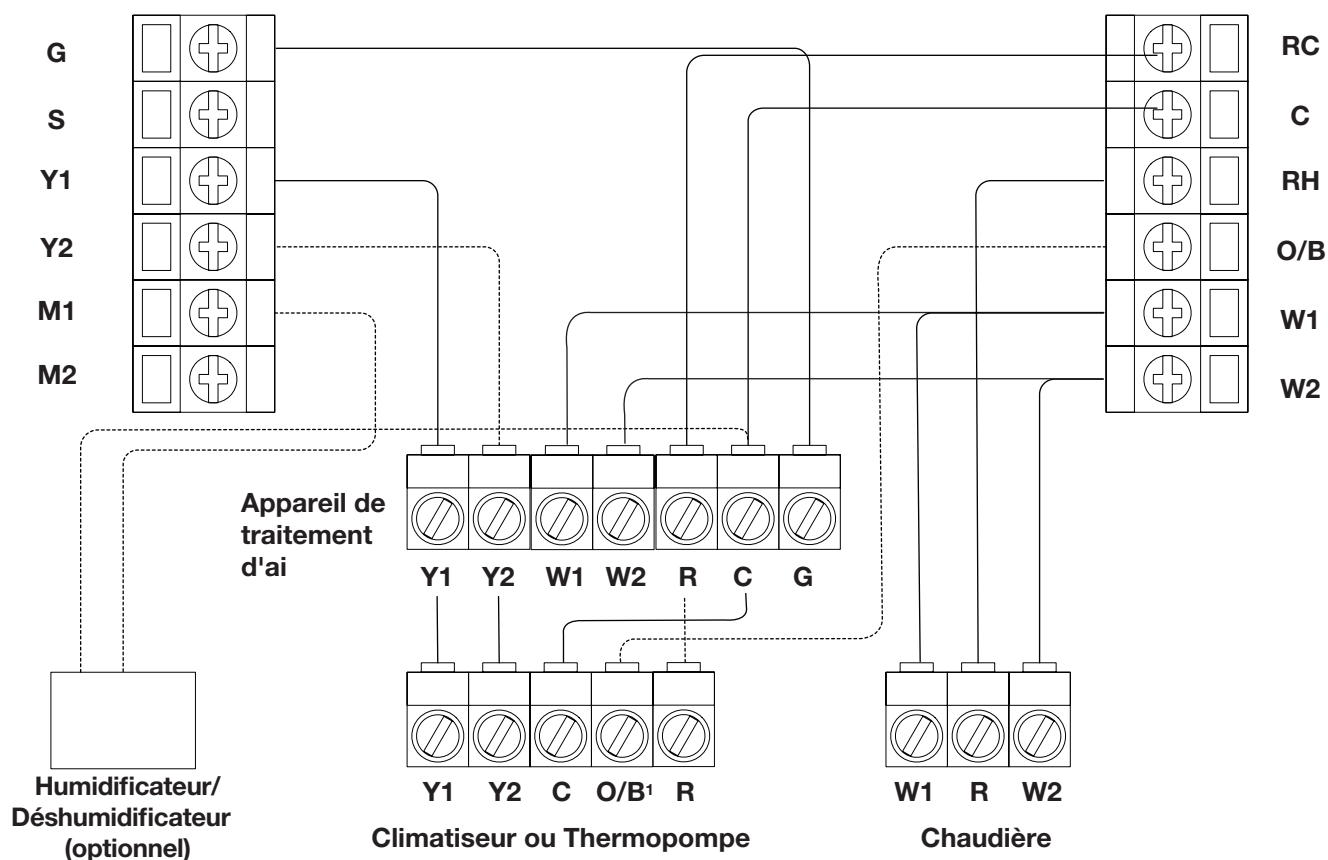 G
S
Y1
Y2
M1
M2
RC
C
RH
O/B
W1
W2
Appareil de
traitement
d'ai
Y1 Y2 W1 W2 R C G
Humidificateur/
Déshumidificateur
(optionnel)
Y1 Y2 C O/B¹ R
Climatiseur ou Thermopompe
W1 R W2
Chaudière